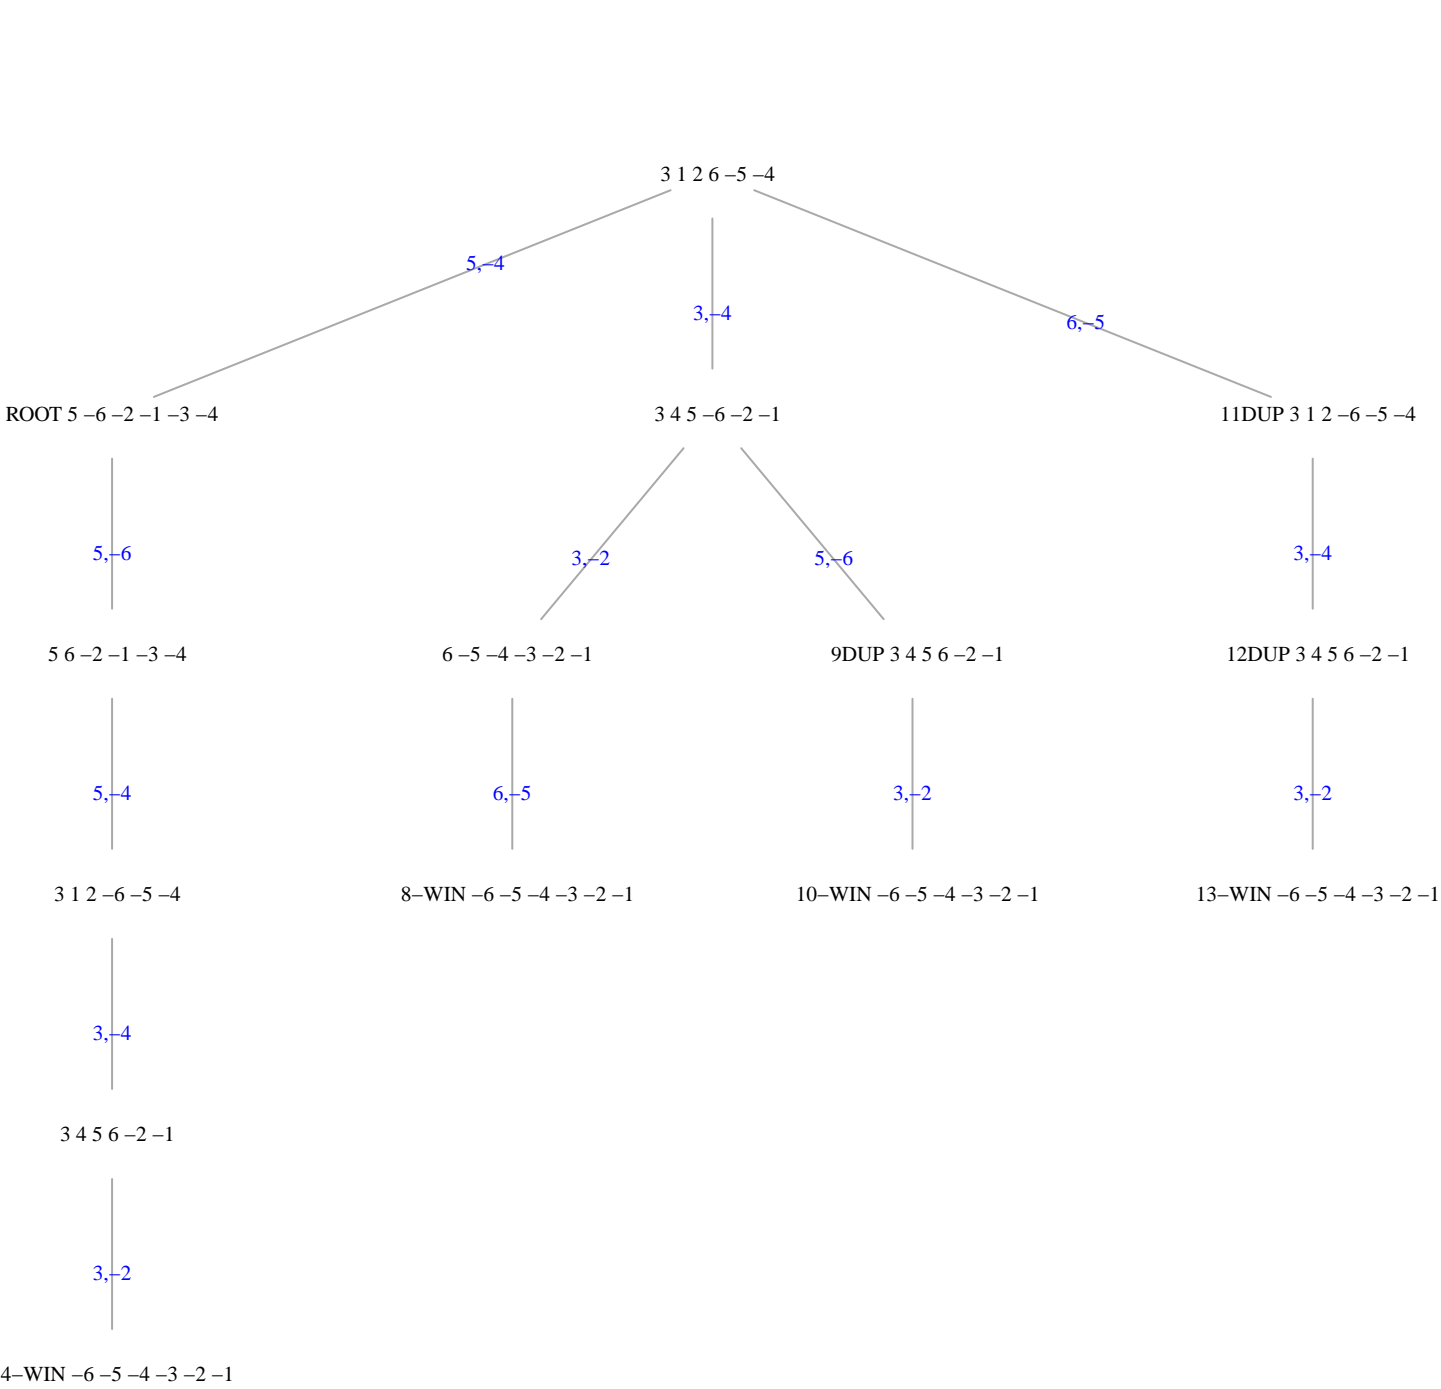 3 1 2 6 –5 –4
5,–4
3,–4
6,–5
ROOT 5 –6 –2 –1 –3 –4
3 4 5 –6 –2 –1
11DUP 3 1 2 –6 –5 –4
5,–6
3,–2
5,–6
3,–4
5 6 –2 –1 –3 –4
6 –5 –4 –3 –2 –1
9DUP 3 4 5 6 –2 –1
12DUP 3 4 5 6 –2 –1
5,–4
6,–5
3,–2
3,–2
3 1 2 –6 –5 –4
8–WIN –6 –5 –4 –3 –2 –1
10–WIN –6 –5 –4 –3 –2 –1
13–WIN –6 –5 –4 –3 –2 –1
3,–4
3 4 5 6 –2 –1
3,–2
4–WIN –6 –5 –4 –3 –2 –1